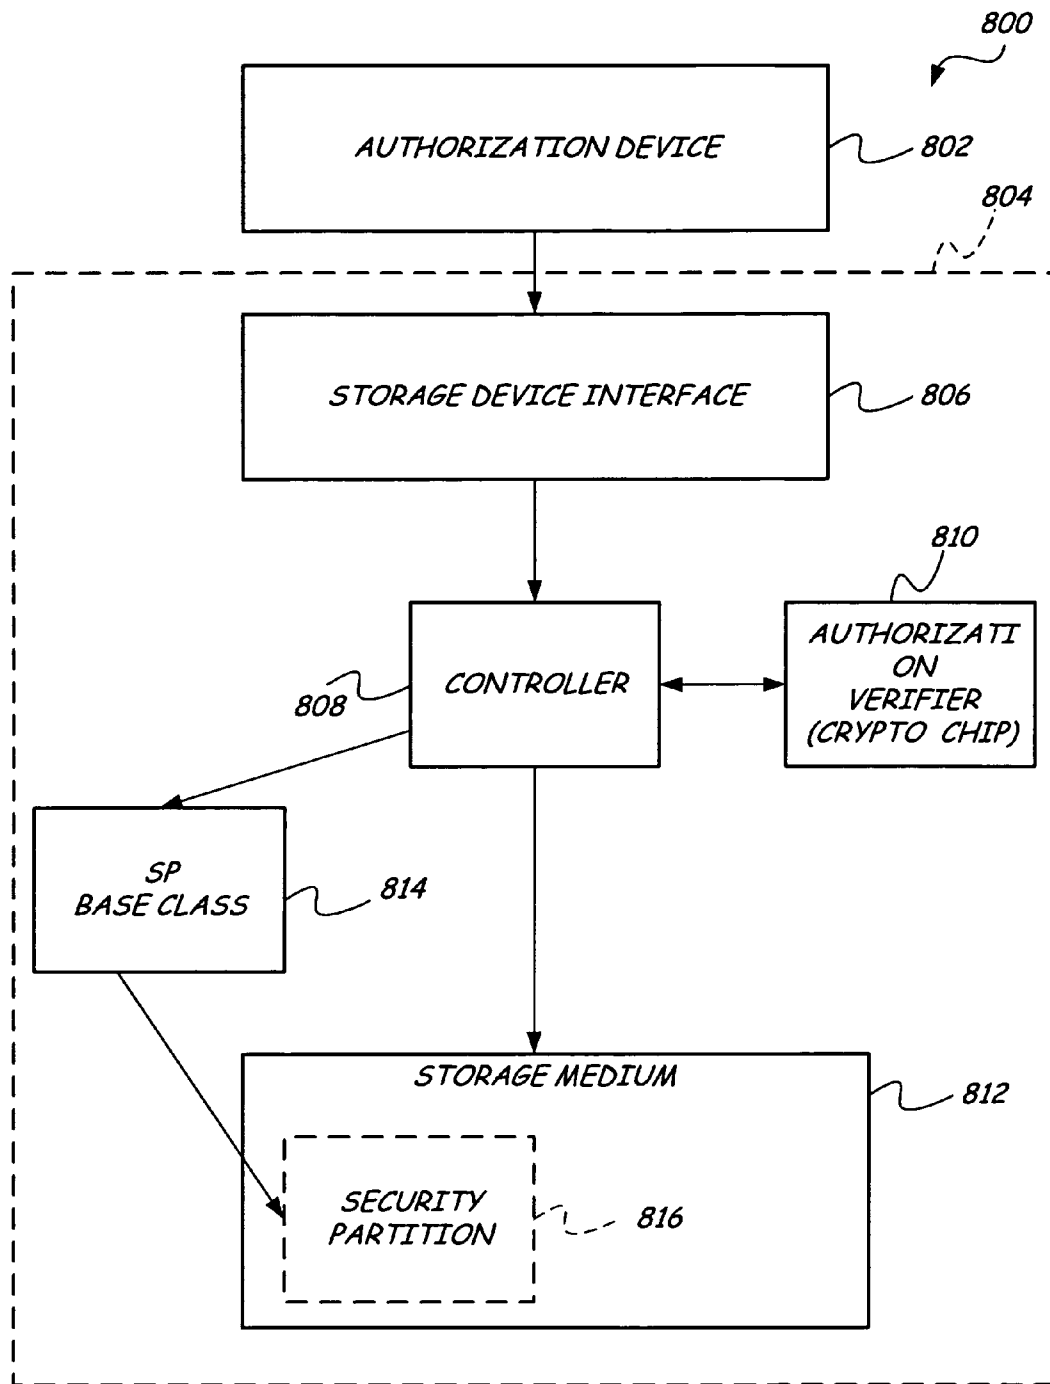 800
AUTHORIZATION DEVICE
802
804
STORAGE DEVICE INTERFACE
806
810
AUTHORIZATI
ON
VERIFIER
(CRYPTO CHIP)
CONTROLLER
808
SP
BASE CLASS
814
STORAGE MEDIUM
812
SECURITY
PARTITION
816